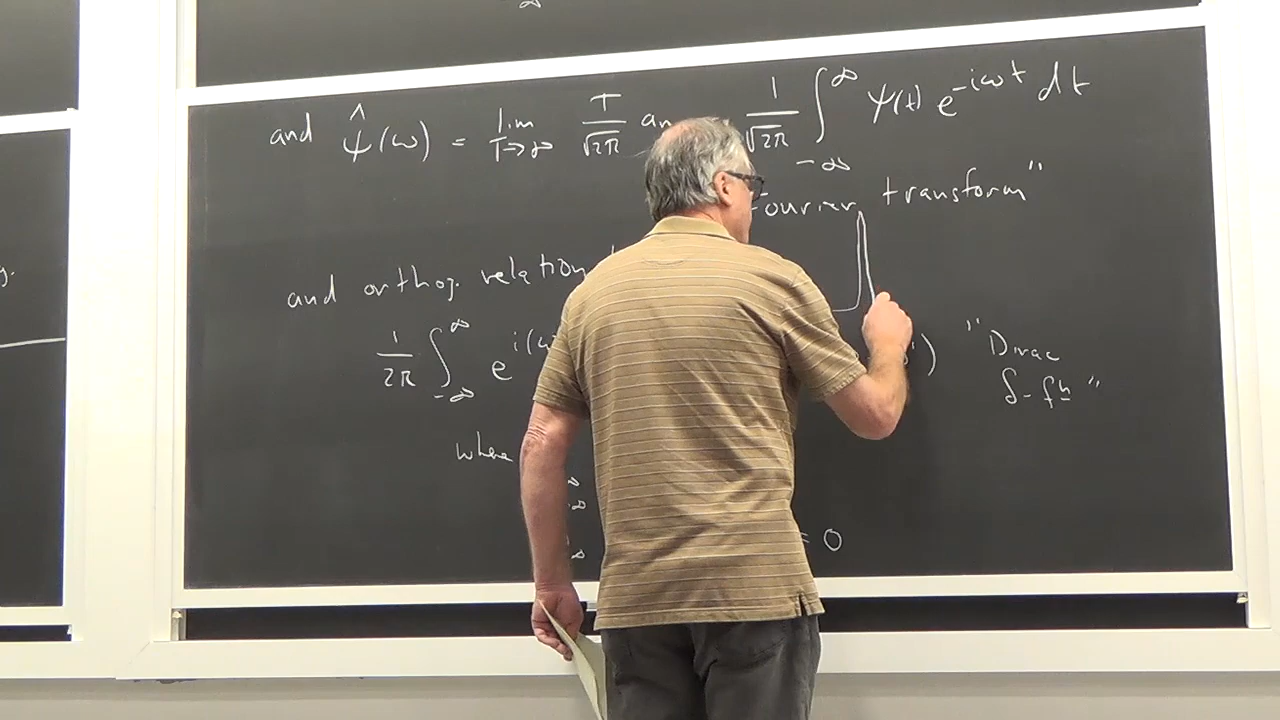 ∞
and ψ̂(ω) = lim T→∞ T/√2π an 1/√2π ∫_{-∞}^{∞} ψ(t) e^{-iωt} dt
Fourier transform"
and orthog. relation
1/2π ∫_{-∞}^{∞} e^{i(ω ') "Dirac
δ-fn"
where
∞
-∞
∞ = 0